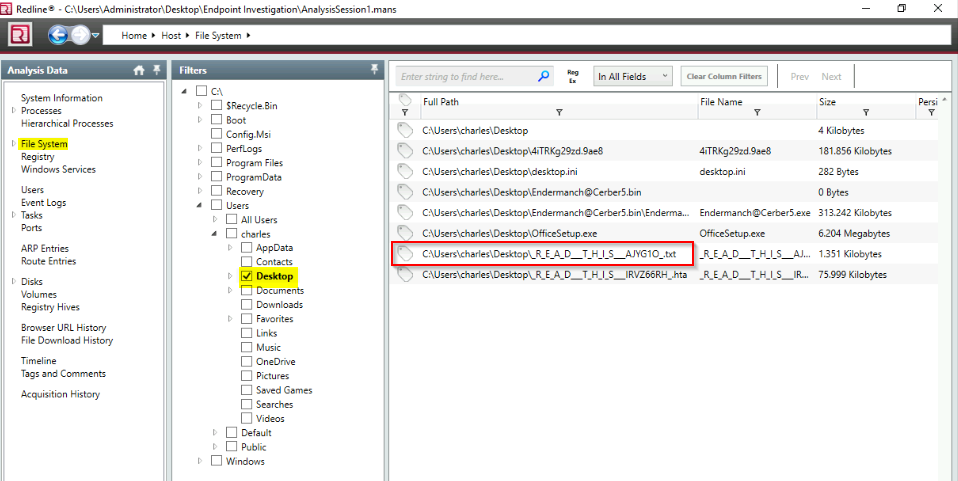 Redline® - C:\Users\Administrator\Desktop\Endpoint Investigation\AnalysisSession1.mans
Home Host File System
Analysis Data
System Information
Processes
Hierarchical Processes
File System
Registry
Windows Services
Users
Event Logs
Tasks
Ports
ARP Entries
Route Entries
Disks
Volumes
Registry Hives
Browser URL History
File Download History
Timeline
Tags and Comments
Acquisition History
Filters
C:\
$Recycle.Bin
Boot
Config.Msi
PerfLogs
Program Files
ProgramData
Recovery
Users
All Users
charles
AppData
Contacts
Desktop
Documents
Downloads
Favorites
Links
Music
OneDrive
Pictures
Saved Games
Searches
Videos
Default
Public
Windows
Enter string to find here... Reg Ex In All Fields Clear Column Filters Prev Next
Full Path File Name Size Persi
C:\Users\charles\Desktop 4 Kilobytes
C:\Users\charles\Desktop\4iTRKg29zd.9ae8 4iTRKg29zd.9ae8 181.856 Kilobytes
C:\Users\charles\Desktop\desktop.ini desktop.ini 282 Bytes
C:\Users\charles\Desktop\Endermanch@Cerber5.bin 0 Bytes
C:\Users\charles\Desktop\Endermanch@Cerber5.bin\Enderma... Endermanch@Cerber5.exe 313.242 Kilobytes
C:\Users\charles\Desktop\OfficeSetup.exe OfficeSetup.exe 6.204 Megabytes
C:\Users\charles\Desktop\_R_E_A_D___T_H_I_S___AJYG1O_.txt _R_E_A_D___T_H_I_S___AJ... 1.351 Kilobytes
C:\Users\charles\Desktop\_R_E_A_D___T_H_I_S___IRVZ66RH_.hta _R_E_A_D___T_H_I_S___IR... 75.999 Kilobytes